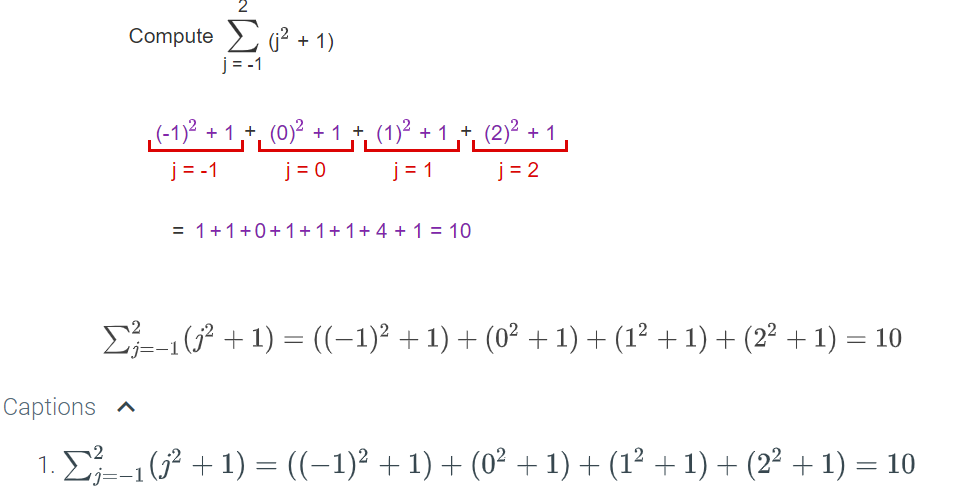 Compute ∑_{j = -1}^{2} (j² + 1)
(-1)² + 1 + (0)² + 1 + (1)² + 1 + (2)² + 1
j = -1 j = 0 j = 1 j = 2
= 1 + 1 + 0 + 1 + 1 + 1 + 4 + 1 = 10
∑_{j=−1}^{2} (j² + 1) = ((−1)² + 1) + (0² + 1) + (1² + 1) + (2² + 1) = 10
Captions
1. ∑_{j=−1}^{2} (j² + 1) = ((−1)² + 1) + (0² + 1) + (1² + 1) + (2² + 1) = 10